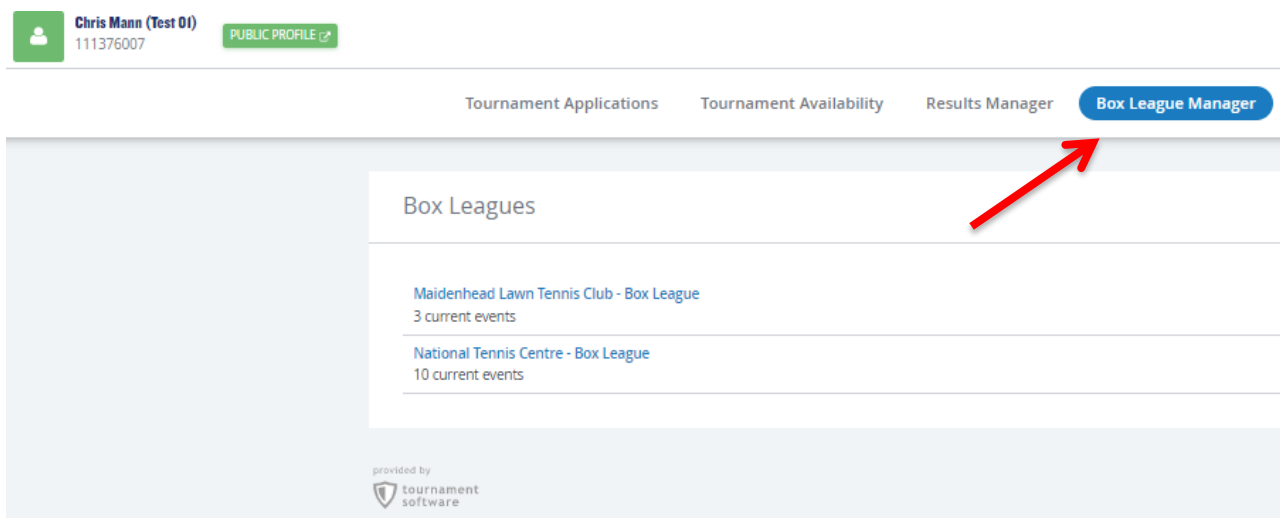 Chris Mann (Test 01)
111376007
PUBLIC PROFILE
Tournament Applications Tournament Availability Results Manager Box League Manager
Box Leagues
Maidenhead Lawn Tennis Club - Box League
3 current events
National Tennis Centre - Box League
10 current events
provided by
tournament
software